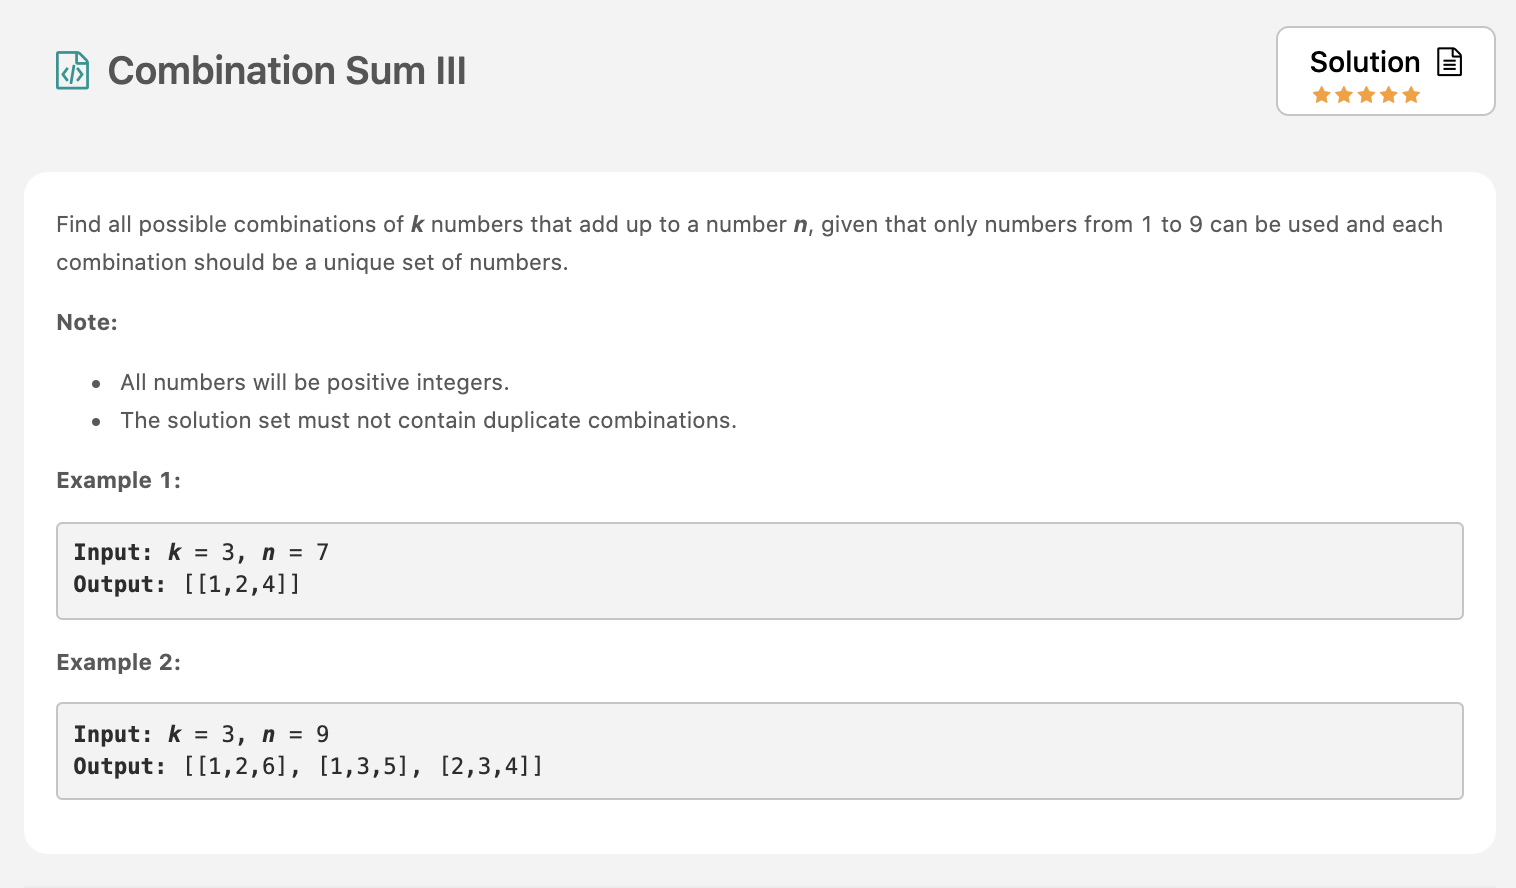 Combination Sum III
Solution
Find all possible combinations of k numbers that add up to a number n, given that only numbers from 1 to 9 can be used and each
combination should be a unique set of numbers.
Note:
All numbers will be positive integers.
The solution set must not contain duplicate combinations.
Example 1:
Input: k = 3, n = 7
Output: [[1,2,4]]
Example 2:
Input: k = 3, n = 9
Output: [[1,2,6], [1,3,5], [2,3,4]]